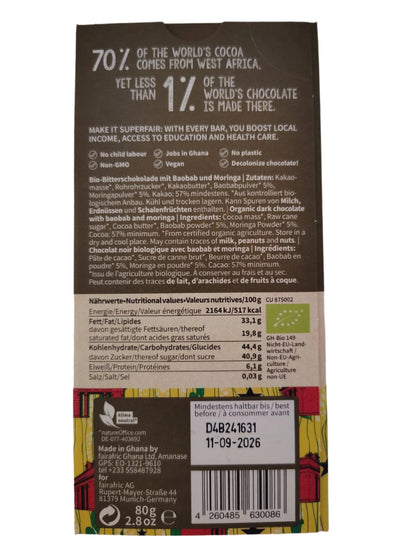 70% OF THE WORLD'S COCOA
COMES FROM WEST AFRICA,
YET LESS THAN 1% OF THE
WORLD'S CHOCOLATE
IS MADE THERE.
MAKE IT SUPERFAIR: WITH EVERY BAR, YOU BOOST LOCAL
INCOME, ACCESS TO EDUCATION AND HEALTH CARE.
No child labour Jobs in Ghana No plastic
Non-GMO Vegan Decolonize chocolate!
Bio-Bitterschokolade mit Baobab und Moringa | Zutaten: Kakao-
masse*, Rohrohrzucker*, Kakaobutter*, Baobabpulver* 5%,
Moringapulver* 5%, Kakao: 57% mindestens. *Aus kontrolliert bio-
logischem Anbau. Kühl und trocken lagern. Kann Spuren von Milch,
Erdnüssen und Schalenfrüchten enthalten. | Organic dark chocolate
with baobab and moringa | Ingredients: Cocoa mass*, Raw cane
sugar*, Cocoa butter*, Baobab powder* 5%, Moringa Powder* 5%.
Cocoa: 57% minimum. *From certified organic agriculture. Store in a
dry and cool place. May contain traces of milk, peanuts and nuts. |
Chocolat noir biologique avec baobab et moringa | Ingrédients:
Pâte de cacao*, Sucre de canne brut*, Beurre de cacao*, Baobab en
poudre* 5%, Moringa en poudre* 5%. Cacao: 57% minimum.
*Issu de l'agriculture biologique. À conserver au frais et au sec.
Peut contenir des traces de lait, d'arachides et de fruits à coque.
Nährwerte•Nutritional values•Valeurs nutritives/100g
CU 875002
Energie/Energy/Valeur énergétique 2164 kJ/517 kcal
Fett/Fat/Lipides 33,1 g
davon gesättigte Fettsäuren/thereof
saturated fat/dont acides gras saturés 19,8 g
Kohlenhydrate/Carbohydrates/Glucides 44,4 g
davon Zucker/thereof sugar/dont sucre 40,9 g
Eiweiß/Protein/Protéines 6,1 g
Salz/Salt/Sel 0,03 g
GH-Bio 149
Nicht-EU-Land-
wirtschaft /
Non-EU-Agri-
culture /
Agriculture
non-UE
klima
neutral*
*natureOffice.com
DE-077-403692
Made in Ghana by
fairafric Ghana Ltd, Amanase
GPS: EO-1321-9610
tel +233 558487928
for
fairafric AG
Rupert-Mayer-Straße 44
81379 Munich-Germany
80g
2.8 oz
Mindestens haltbar bis / best
before / à consommer avant
D4B241631
11-09-2026
4 260485 630086